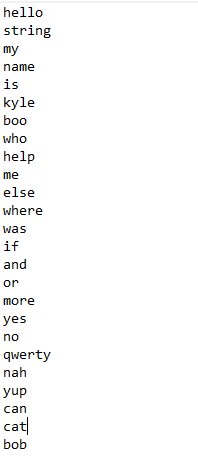 hello
string
my
name
is
kyle
boo
who
help
me
else
where
was
if
and
or
more
yes
no
qwerty
nah
yup
can
cat
bob